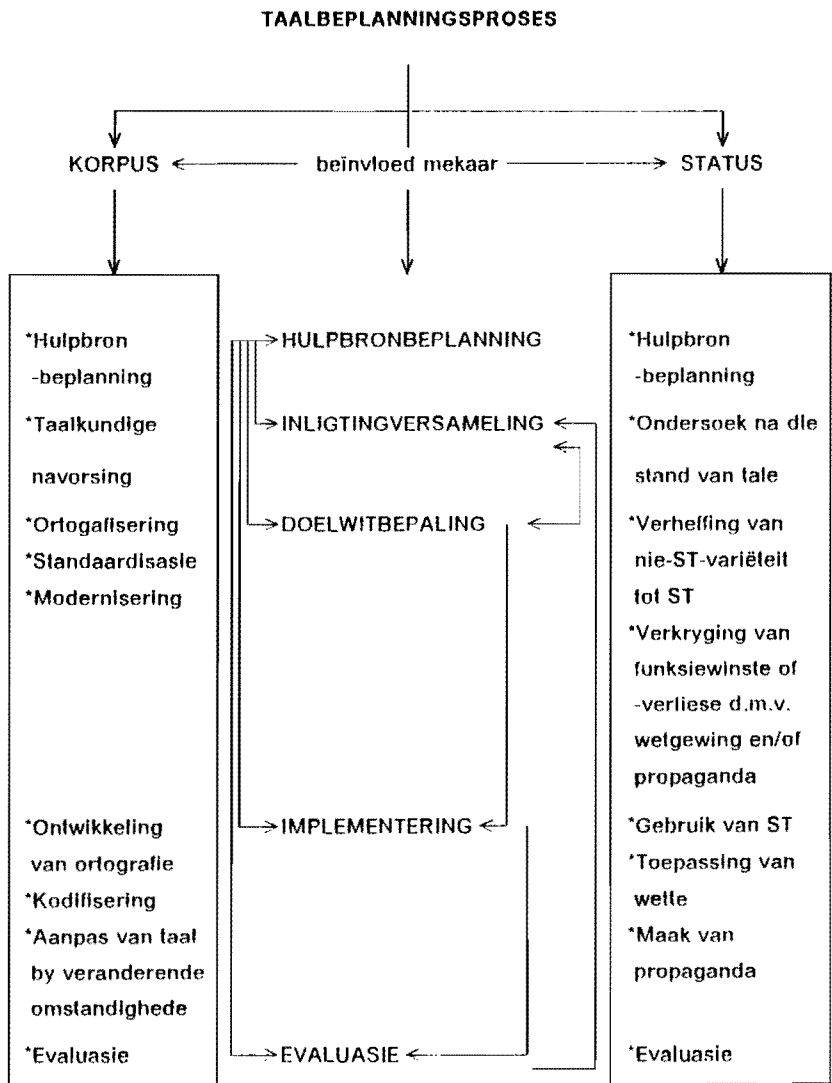 TAALBEPLANNINGSPROSES
KORPUS
beïnvloed mekaar
STATUS
*Hulpbron
-beplanning
*Taalkundige
navorsing
*Ortogafisering
*Standaardisasie
*Modernisering
*Ontwikkeling
van ortografie
*Kodifisering
*Aanpas van taal
by veranderende
omstandighede
*Evaluasie
HULPBRONBEPLANNING
INLIGTINGVERSAMELING
DOELWITBEPALING
IMPLEMENTERING
EVALUASIE
*Hulpbron
-beplanning
*Ondersoek na die
stand van tale
*Verheffing van
nie-ST-variëteit
tot ST
*Verkryging van
funksiewinste of
-verliese d.m.v.
wetgewing en/of
propaganda
*Gebruik van ST
*Toepassing van
wette
*Maak van
propaganda
*Evaluasie